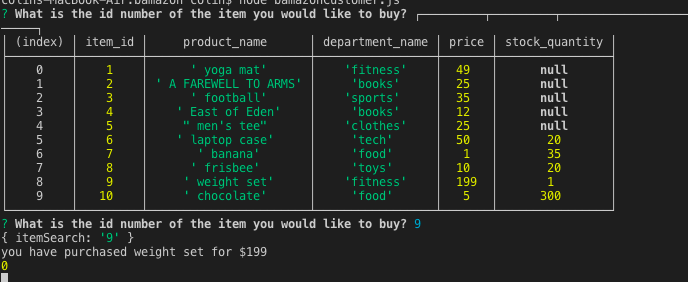 Colins-MacBook-Air:bamazon Colin$ node bamazonCustomer.js
? What is the id number of the item you would like to buy?
(index) item_id product_name department_name price stock_quantity
0 1 ' yoga mat' 'fitness' 49 null
1 2 ' A FAREWELL TO ARMS' 'books' 25 null
2 3 ' football' 'sports' 35 null
3 4 ' East of Eden' 'books' 12 null
4 5 " men's tee" 'clothes' 25 null
5 6 ' laptop case' 'tech' 50 20
6 7 ' banana' 'food' 1 35
7 8 ' frisbee' 'toys' 10 20
8 9 ' weight set' 'fitness' 199 1
9 10 ' chocolate' 'food' 5 300
? What is the id number of the item you would like to buy? 9
{ itemSearch: '9' }
you have purchased weight set for $199
0